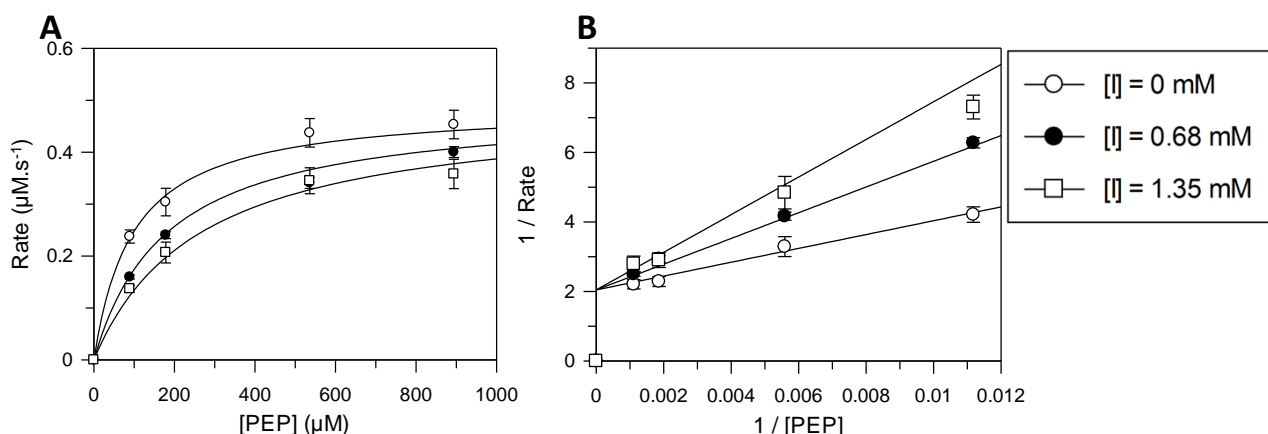 A
B
0.6
0.4
0.2
0
Rate (µM.s⁻¹)
0 200 400 600 800 1000
[PEP] (µM)
8
6
4
2
0
1 / Rate
0 0.002 0.004 0.006 0.008 0.01 0.012
1 / [PEP]
[I] = 0 mM
[I] = 0.68 mM
[I] = 1.35 mM